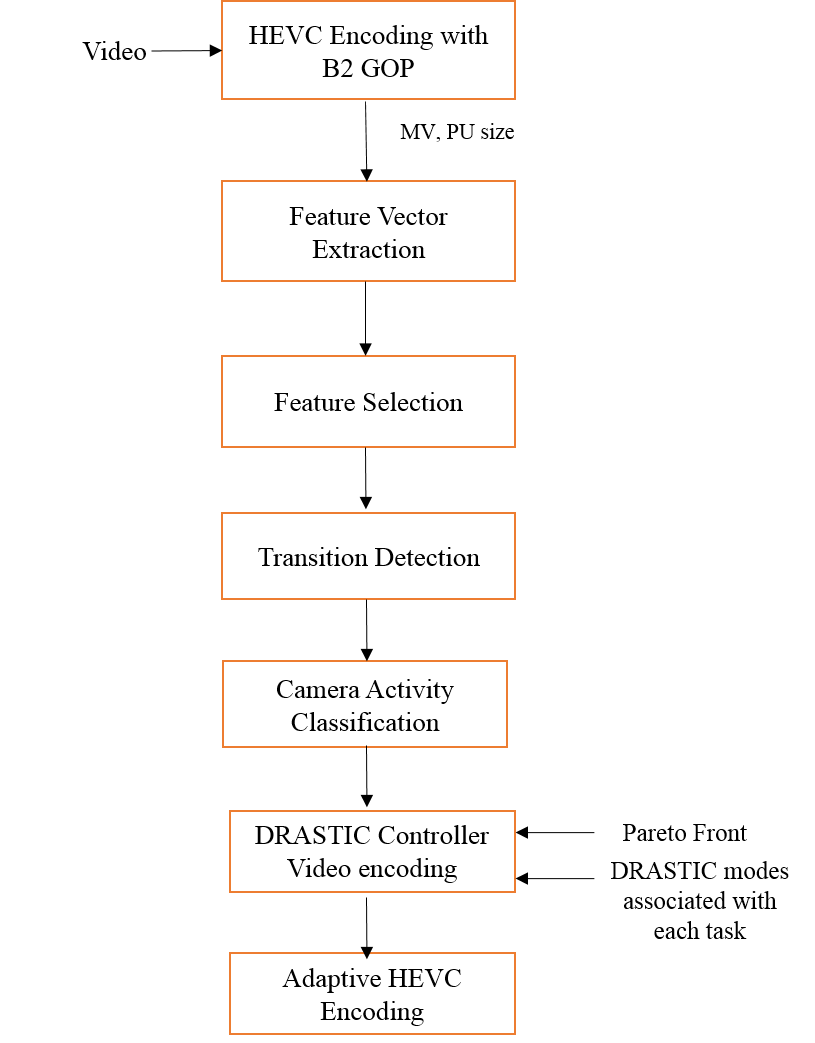 Video
HEVC Encoding with
B2 GOP
MV, PU size
Feature Vector
Extraction
Feature Selection
Transition Detection
Camera Activity
Classification
DRASTIC Controller
Video encoding
Pareto Front
DRASTIC modes
associated with
each task
Adaptive HEVC
Encoding